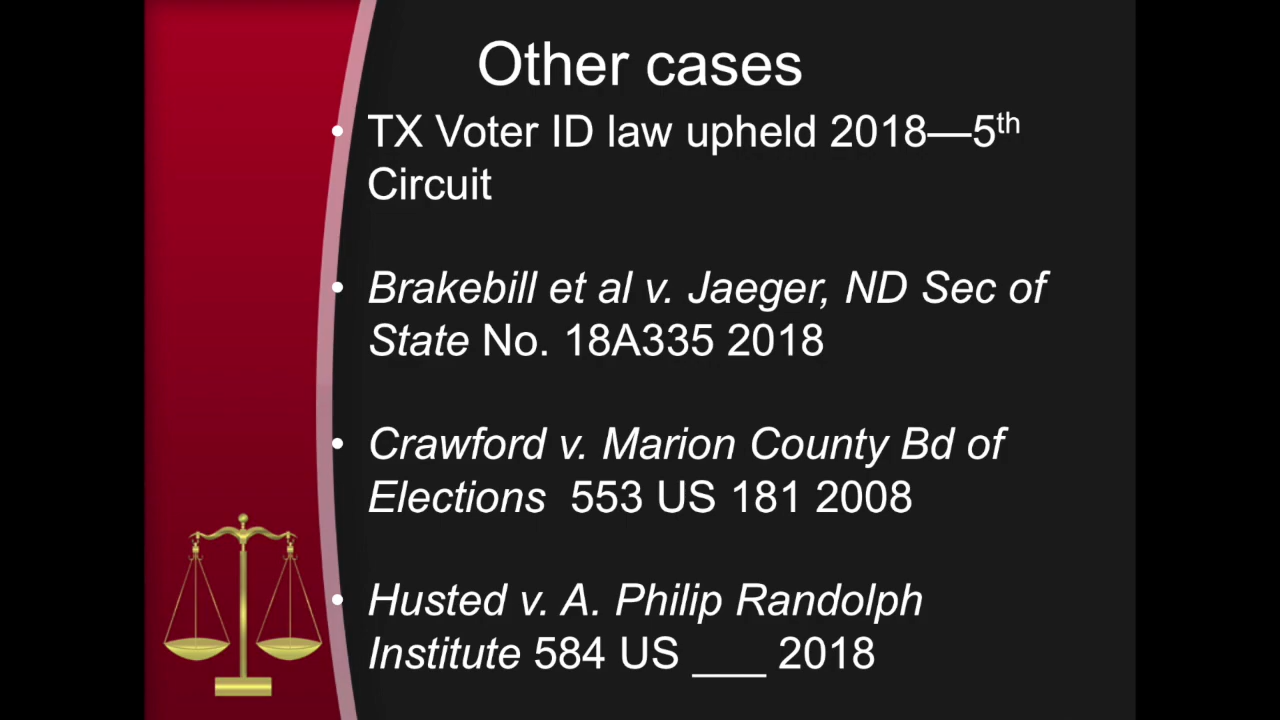 Other cases
• TX Voter ID law upheld 2018—5th
Circuit
• Brakebill et al v. Jaeger, ND Sec of
State No. 18A335 2018
• Crawford v. Marion County Bd of
Elections 553 US 181 2008
• Husted v. A. Philip Randolph
Institute 584 US ___ 2018